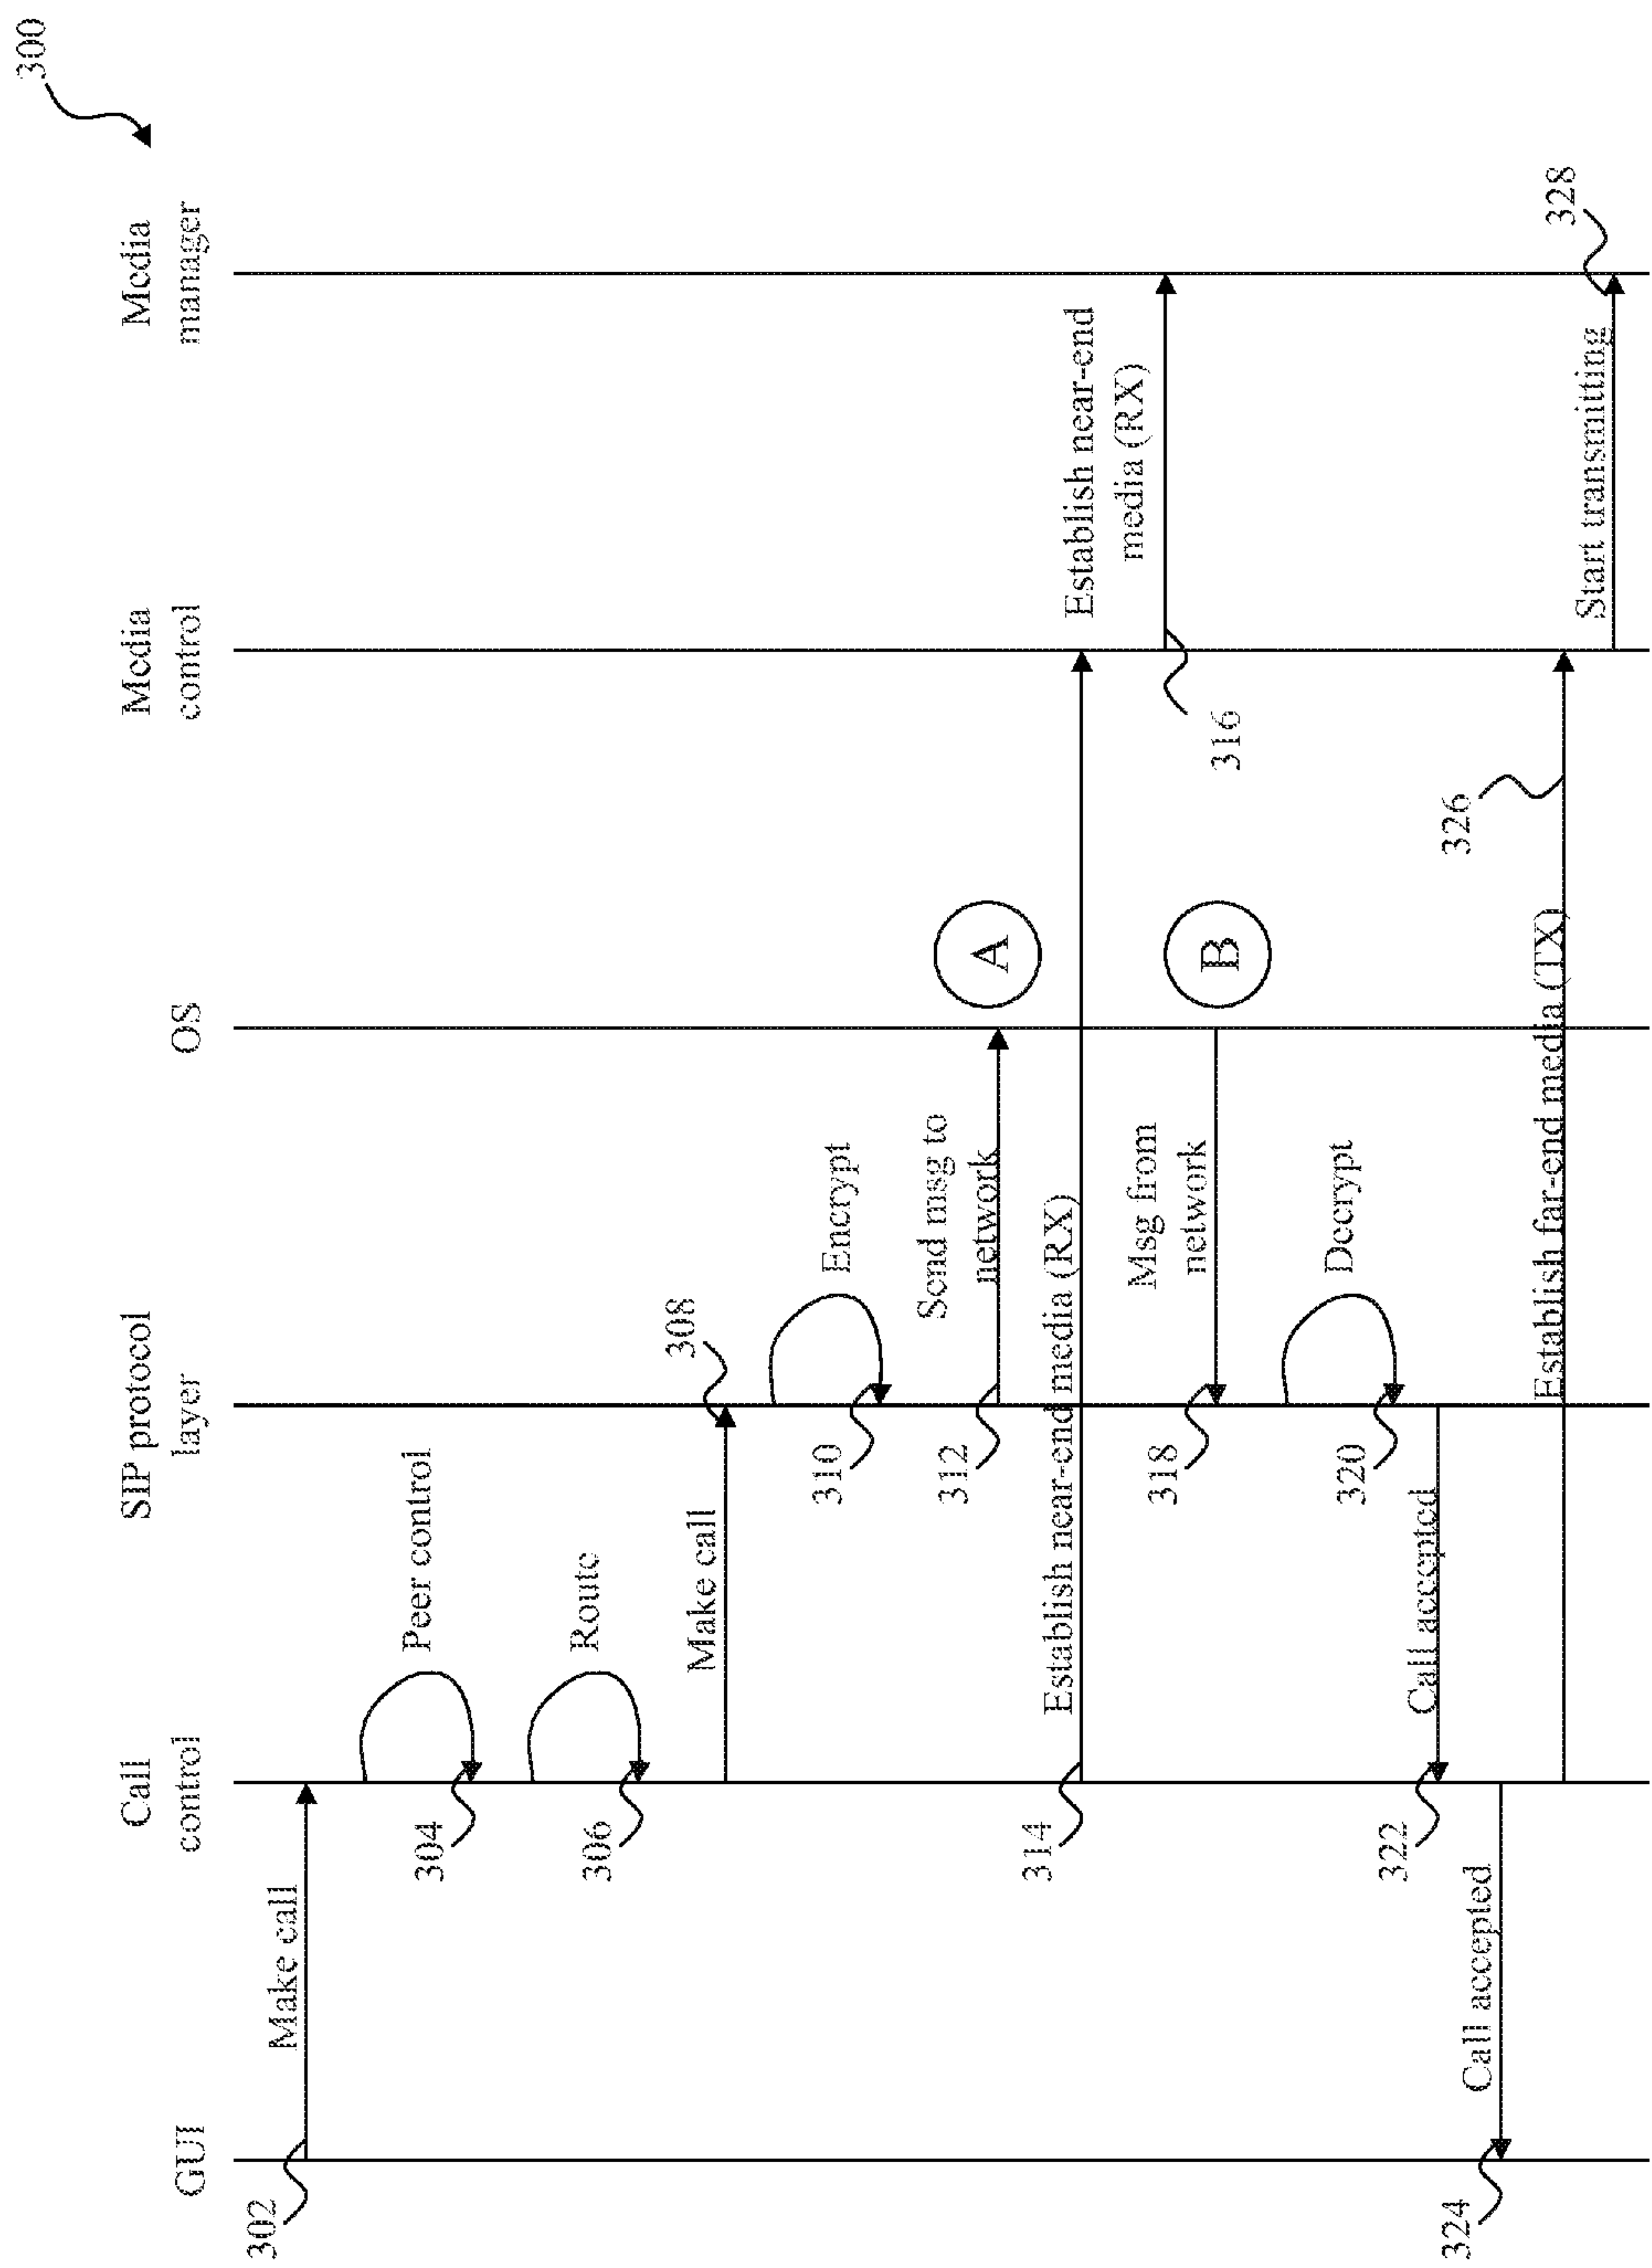 300
GUI
Call
control
SIP protocol
layer
OS
Media
control
Media
manager
302
Make call
Peer control
304
Route
306
Make call
308
Encrypt
310
Send msg to
network
312
A
Establish near-end media (RX)
314
Establish near-end
media (RX)
316
Msg from
network
318
B
Decrypt
320
Call accepted
322
Call accepted
324
Establish far-end media (TX)
326
Start transmitting
328